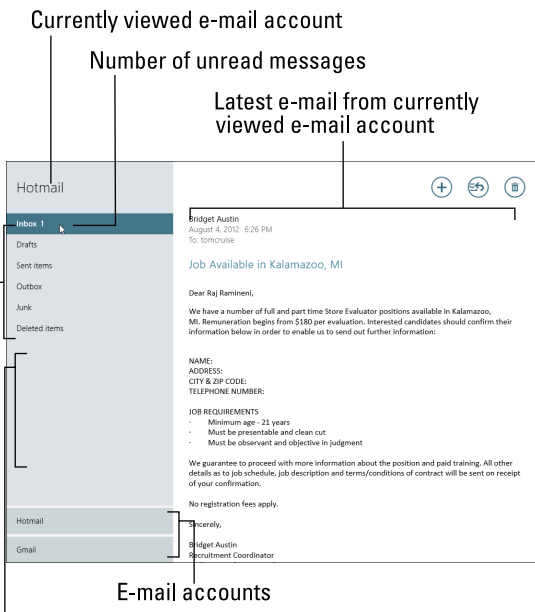 Currently viewed e-mail account
Number of unread messages
Latest e-mail from currently
viewed e-mail account
Hotmail
Inbox 1
Drafts
Sent items
Outbox
Junk
Deleted items
Hotmail
Gmail
Bridget Austin
August 4, 2012 6:26 PM
To: tomcruise
Job Available in Kalamazoo, MI
Dear Raj Ramineni,
We have a number of full and part time Store Evaluator positions available in Kalamazoo,
MI. Remuneration begins from $180 per evaluation. Interested candidates should confirm their
information below in order to enable us to send out further information:
NAME:
ADDRESS:
CITY & ZIP CODE:
TELEPHONE NUMBER:
JOB REQUIREMENTS
· Minimum age - 21 years
· Must be presentable and clean cut
· Must be observant and objective in judgment
We guarantee to proceed with more information about the position and paid training. All other
details as to job schedule, job description and terms/conditions of contract will be sent on receipt
of your confirmation.
No registration fees apply.
Sincerely,
Bridget Austin
Recruitment Coordinator
E-mail accounts